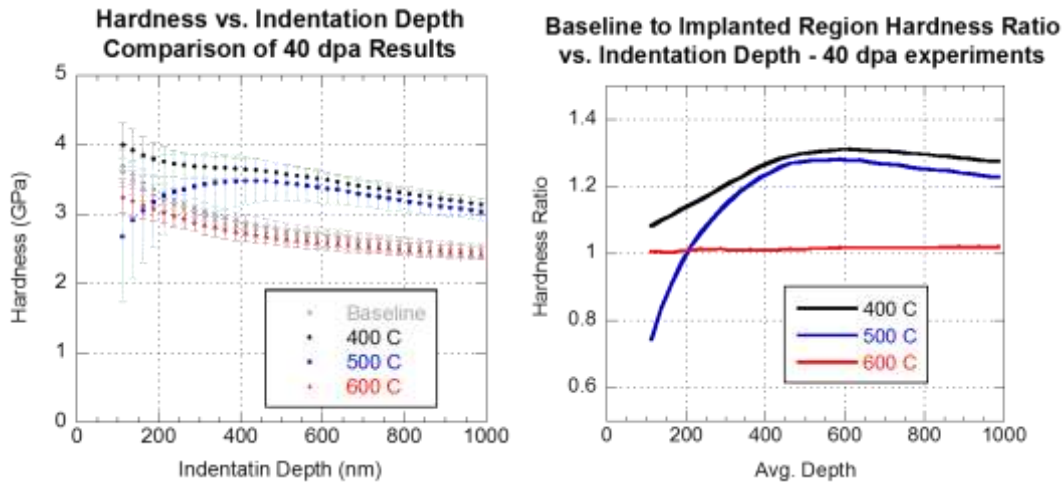 Hardness vs. Indentation Depth
Comparison of 40 dpa Results
5
4
3
2
1
0
Hardness (GPa)
Baseline
400 C
500 C
600 C
0
200
400
600
800
1000
Indentatin Depth (nm)
Baseline to Implanted Region Hardness Ratio
vs. Indentation Depth - 40 dpa experiments
1.4
1.2
1
0.8
0.6
Hardness Ratio
400 C
500 C
600 C
0
200
400
600
800
1000
Avg. Depth